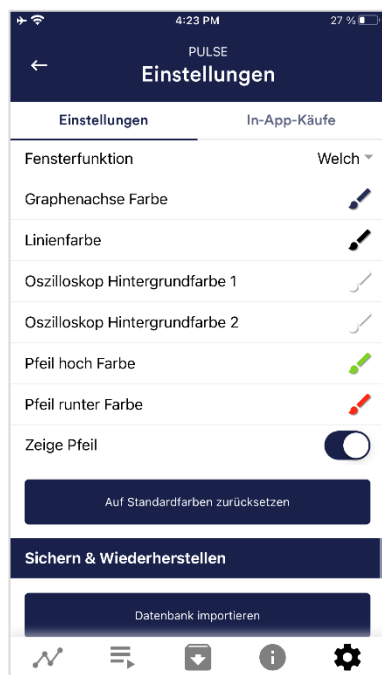 4:23 PM
27 %
PULSE
Einstellungen
Einstellungen
In-App-Käufe
Fensterfunktion
Welch
Graphenachse Farbe
Linienfarbe
Oszilloskop Hintergrundfarbe 1
Oszilloskop Hintergrundfarbe 2
Pfeil hoch Farbe
Pfeil runter Farbe
Zeige Pfeil
Auf Standardfarben zurücksetzen
Sichern & Wiederherstellen
Datenbank importieren